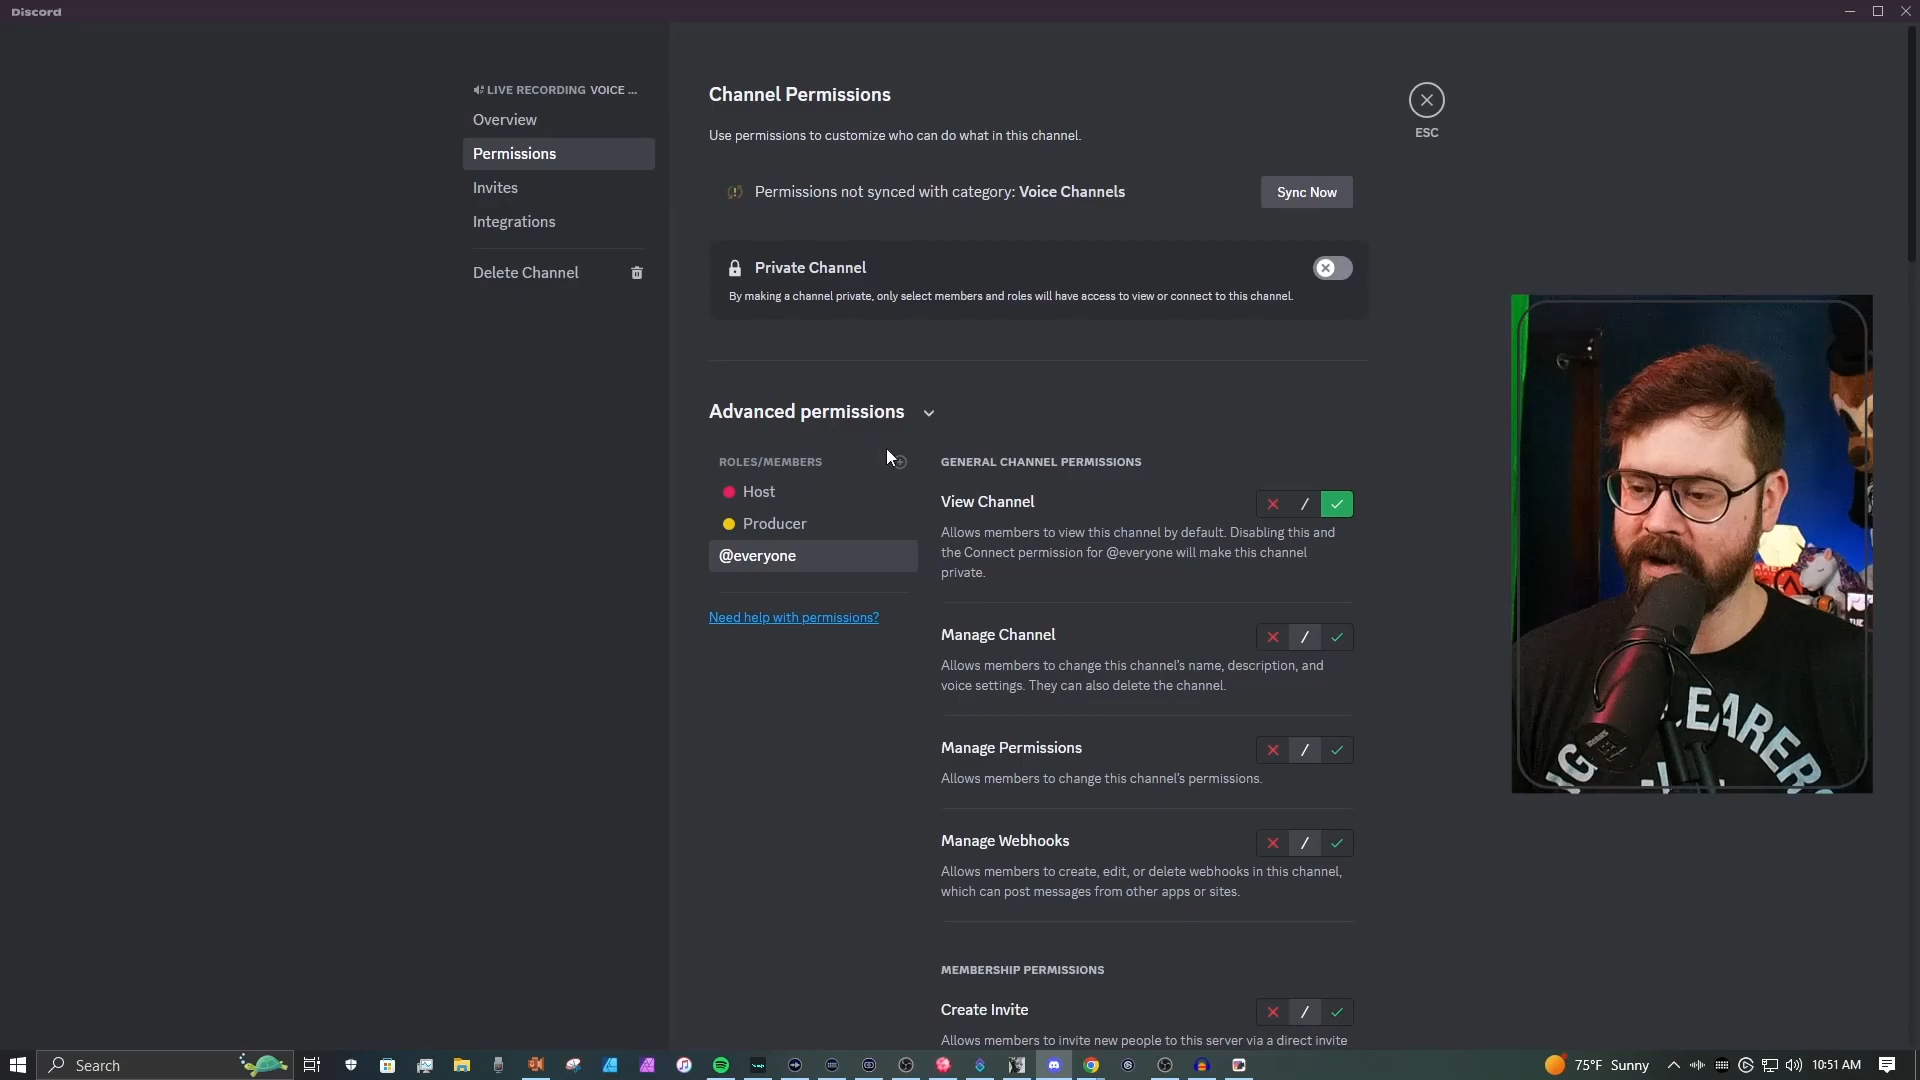 Discord
LIVE RECORDING VOICE ...
Overview
Permissions
Invites
Integrations
Delete Channel
Channel Permissions
Use permissions to customize who can do what in this channel.
ESC
Permissions not synced with category: Voice Channels
Sync Now
Private Channel
By making a channel private, only select members and roles will have access to view or connect to this channel.
Advanced permissions
ROLES/MEMBERS
Host
Producer
@everyone
Need help with permissions?
GENERAL CHANNEL PERMISSIONS
View Channel
Allows members to view this channel by default. Disabling this and
the Connect permission for @everyone will make this channel
private.
Manage Channel
Allows members to change this channel's name, description, and
voice settings. They can also delete the channel.
Manage Permissions
Allows members to change this channel's permissions.
Manage Webhooks
Allows members to create, edit, or delete webhooks in this channel,
which can post messages from other apps or sites.
MEMBERSHIP PERMISSIONS
Create Invite
Allows members to invite new people to this server via a direct invite
Search
75°F Sunny
10:51 AM